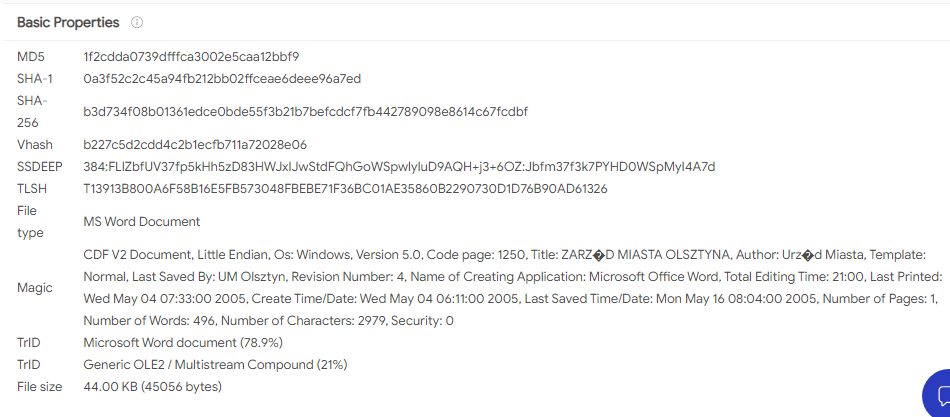 Basic Properties
MD5 1f2cdda0739dfffca3002e5caa12bbf9
SHA-1 0a3f52c2c45a94fb212bb02ffceae6deee96a7ed
SHA-
256 b3d734f08b01361edce0bde55f3b21b7befcdcf7fb442789098e8614c67fcdbf
Vhash b227c5d2cdd4c2b1ecfb711a72028e06
SSDEEP 384:FLIZbfUV37fp5kHh5zD83HWJxlJwStdFQhGoWSpwlyluD9AQH+j3+6OZ:Jbfm37f3k7PYHD0WSpMyl4A7d
TLSH T13913B800A6F58B16E5FB573048FBEBE71F36BC01AE35860B2290730D1D76B90AD61326
File
type MS Word Document
Magic CDF V2 Document, Little Endian, Os: Windows, Version 5.0, Code page: 1250, Title: ZARZ�D MIASTA OLSZTYNA, Author: Urz�d Miasta, Template:
Normal, Last Saved By: UM Olsztyn, Revision Number: 4, Name of Creating Application: Microsoft Office Word, Total Editing Time: 21:00, Last Printed:
Wed May 04 07:33:00 2005, Create Time/Date: Wed May 04 06:11:00 2005, Last Saved Time/Date: Mon May 16 08:04:00 2005, Number of Pages: 1,
Number of Words: 496, Number of Characters: 2979, Security: 0
TrID Microsoft Word document (78.9%)
TrID Generic OLE2 / Multistream Compound (21%)
File size 44.00 KB (45056 bytes)